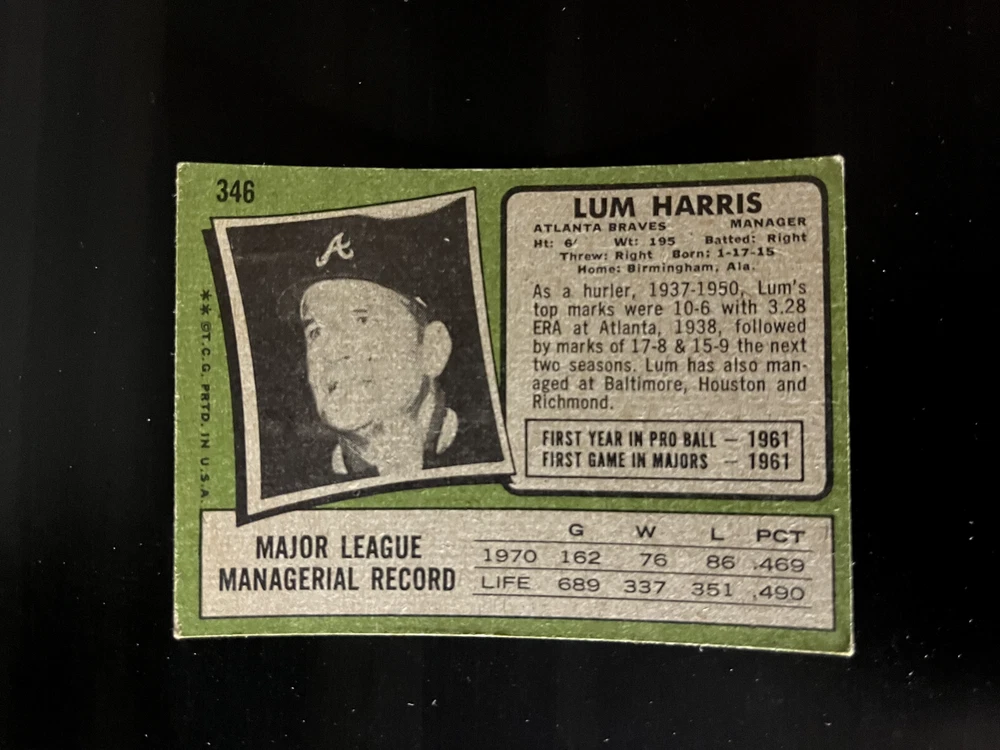 346
A
** ©T.C.G. PRTD. IN U.S.A.
LUM HARRIS
ATLANTA BRAVES MANAGER
Ht: 6' Wt: 195 Batted: Right
Threw: Right Born: 1-17-15
Home: Birmingham, Ala.
As a hurler, 1937-1950, Lum's
top marks were 10-6 with 3.28
ERA at Atlanta, 1938, followed
by marks of 17-8 & 15-9 the next
two seasons. Lum has also man-
aged at Baltimore, Houston and
Richmond.
FIRST YEAR IN PRO BALL — 1961
FIRST GAME IN MAJORS — 1961
MAJOR LEAGUE
MANAGERIAL RECORD
G W L PCT
1970 162 76 86 .469
LIFE 689 337 351 .490